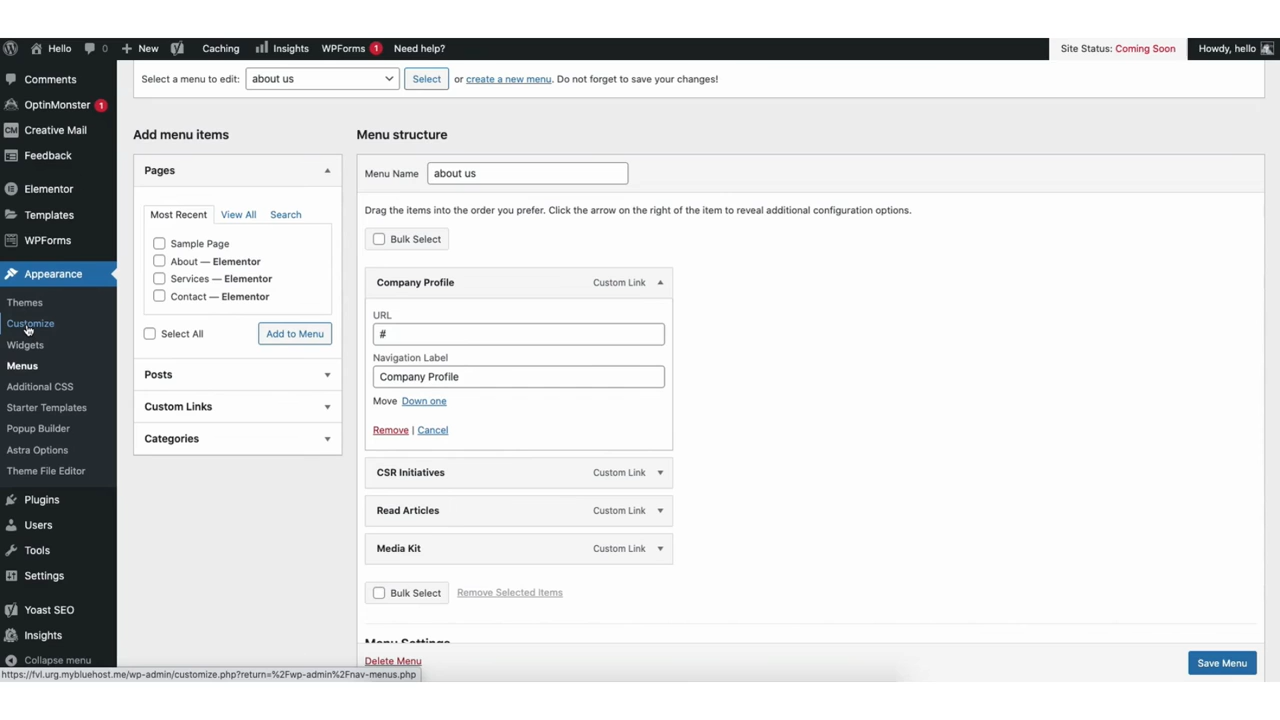 Hello
0
New
Caching
Insights
WPForms 1
Need help?
Site Status: Coming Soon
Howdy, hello
Comments
OptinMonster 1
CM Creative Mail
Feedback
Elementor
Templates
WPForms
Appearance
Themes
Customize
Widgets
Menus
Additional CSS
Starter Templates
Popup Builder
Astra Options
Theme File Editor
Plugins
Users
Tools
Settings
Yoast SEO
Insights
Collapse menu
Select a menu to edit: about us Select or create a new menu. Do not forget to save your changes!
Add menu items
Pages
Most Recent View All Search
Sample Page
About — Elementor
Services — Elementor
Contact — Elementor
Select All Add to Menu
Posts
Custom Links
Categories
Menu structure
Menu Name about us
Drag the items into the order you prefer. Click the arrow on the right of the item to reveal additional configuration options.
Bulk Select
Company Profile Custom Link
URL
#
Navigation Label
Company Profile
Move Down one
Remove | Cancel
CSR Initiatives Custom Link
Read Articles Custom Link
Media Kit Custom Link
Bulk Select Remove Selected Items
Menu Settings
Delete Menu Save Menu
https://fvl.urg.mybluehost.me/wp-admin/customize.php?return=%2Fwp-admin%2Fnav-menus.php